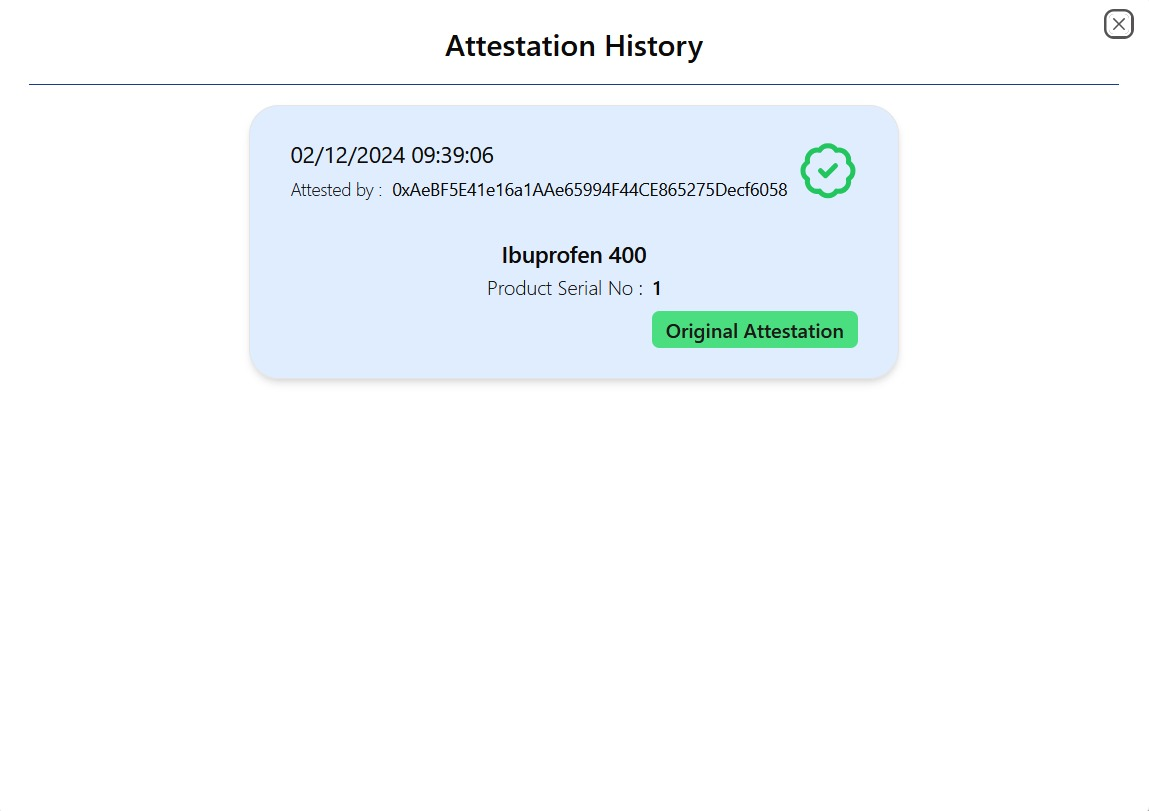 Attestation History
02/12/2024 09:39:06
Attested by : 0xAeBF5E41e16a1AAe65994F44CE865275Decf6058
Ibuprofen 400
Product Serial No : 1
Original Attestation